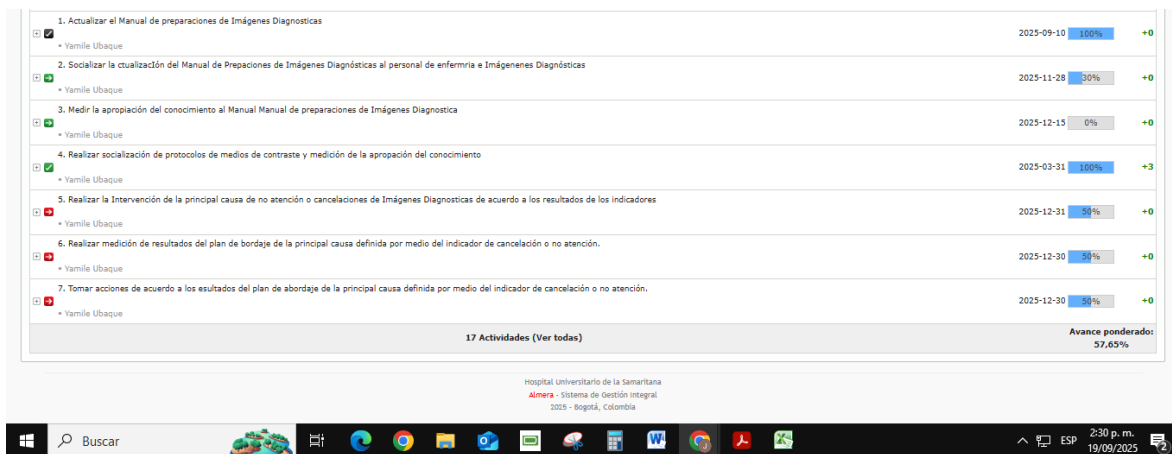 1. Actualizar el Manual de preparaciones de Imágenes Diagnosticas
2025-09-10 100% +0
• Yamile Ubaque
2. Socializar la ctualizacIón del Manual de Prepaciones de Imágenes Diagnósticas al personal de enfermria e Imágenenes Diagnósticas
2025-11-28 30% +0
• Yamile Ubaque
3. Medir la apropiación del conocimiento al Manual Manual de preparaciones de Imágenes Diagnostica
2025-12-15 0% +0
• Yamile Ubaque
4. Realizar socialización de protocolos de medios de contraste y medición de la apropación del conocimiento
2025-03-31 100% +3
• Yamile Ubaque
5. Realizar la Intervención de la principal causa de no atención o cancelaciones de Imágenes Diagnosticas de acuerdo a los resultados de los indicadores
2025-12-31 50% +0
• Yamile Ubaque
6. Realizar medición de resultados del plan de bordaje de la principal causa definida por medio del indicador de cancelación o no atención.
2025-12-30 50% +0
• Yamile Ubaque
7. Tomar acciones de acuerdo a los esultados del plan de abordaje de la principal causa definida por medio del indicador de cancelación o no atención.
2025-12-30 50% +0
• Yamile Ubaque
17 Actividades (Ver todas)
Avance ponderado:
57,65%
Hospital Universitario de la Samaritana
Almera - Sistema de Gestión Integral
2025 - Bogotá, Colombia
Buscar
ESP
2:30 p. m.
19/09/2025
2